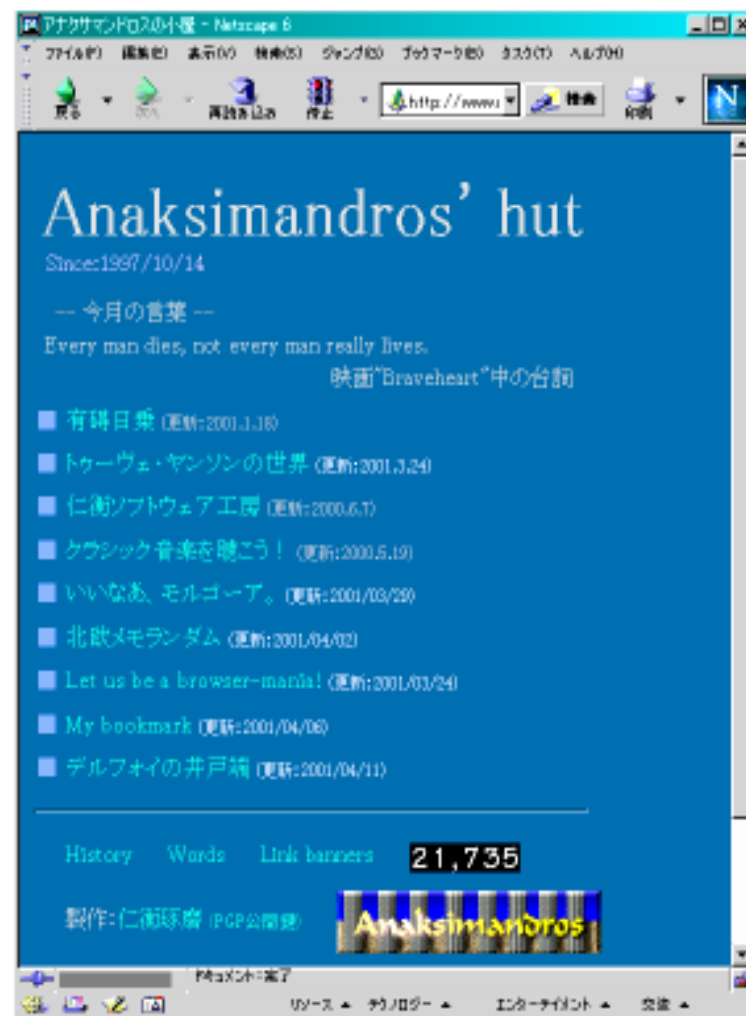 アナクサマンドロスの小屋 - Netscape 6
ファイル(F) 編集(E) 表示(V) 検索(S) ジャンプ(G) ブックマーク(B) タスク(T) ヘルプ(H)
戻る 次へ 再読み込み 停止 http://www 検索 印刷 N
Anaksimandros' hut
Since:1997/10/14
-- 今月の言葉 --
Every man dies, not every man really lives.
映画"Braveheart"中の台詞
有碍日乗 (更新:2001.1.18)
トゥーヴェ・ヤンソンの世界 (更新:2001.3.24)
仁衡ソフトウェア工房 (更新:2000.6.7)
クラシック音楽を聴こう! (更新:2000.5.19)
いいなあ、モルゴーア。 (更新:2001/03/29)
北欧メモランダム (更新:2001/04/02)
Let us be a browser-mania! (更新:2001/03/24)
My bookmark (更新:2001/04/06)
デルフォイの井戸端 (更新:2001/04/11)
History Words Link banners 21,735
製作:仁衡琢磨 (PGP公開鍵) Anaksimandros
ドキュメント:完了
リソース テクノロジー エンターテイメント 交流